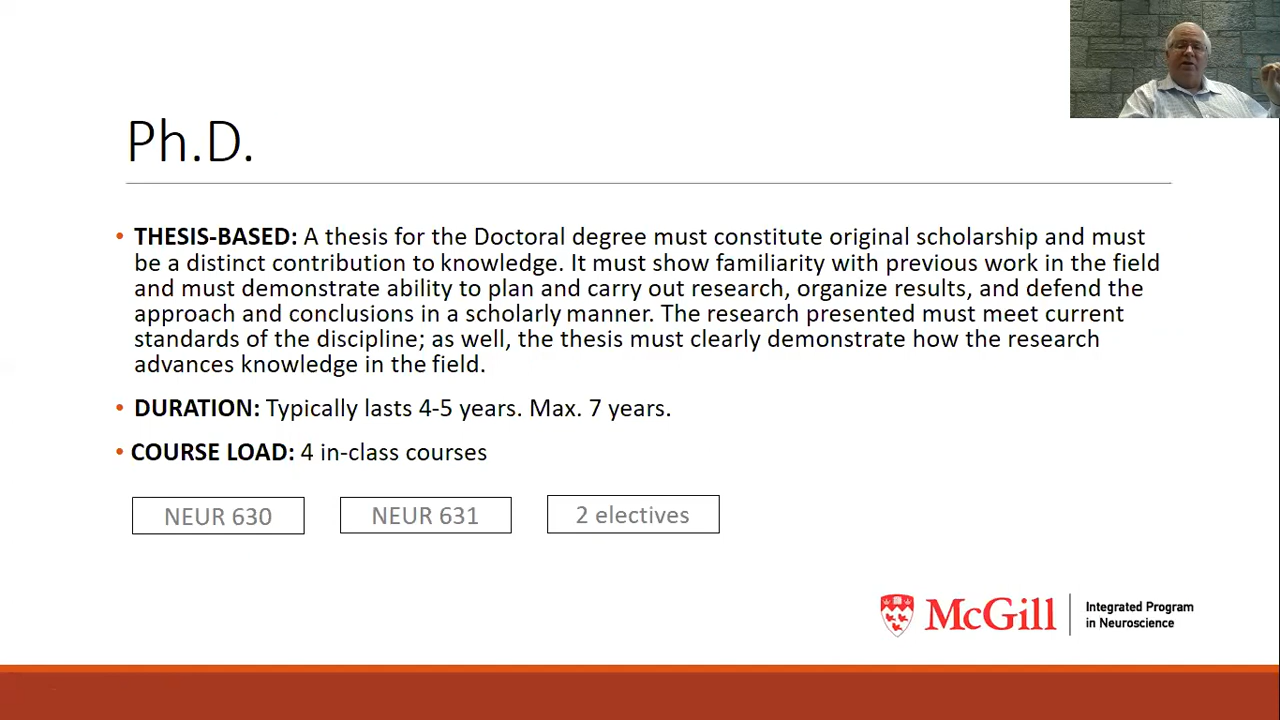 Ph.D.
• THESIS-BASED: A thesis for the Doctoral degree must constitute original scholarship and must
be a distinct contribution to knowledge. It must show familiarity with previous work in the field
and must demonstrate ability to plan and carry out research, organize results, and defend the
approach and conclusions in a scholarly manner. The research presented must meet current
standards of the discipline; as well, the thesis must clearly demonstrate how the research
advances knowledge in the field.
• DURATION: Typically lasts 4-5 years. Max. 7 years.
• COURSE LOAD: 4 in-class courses
NEUR 630 NEUR 631 2 electives
McGill
Integrated Program
in Neuroscience